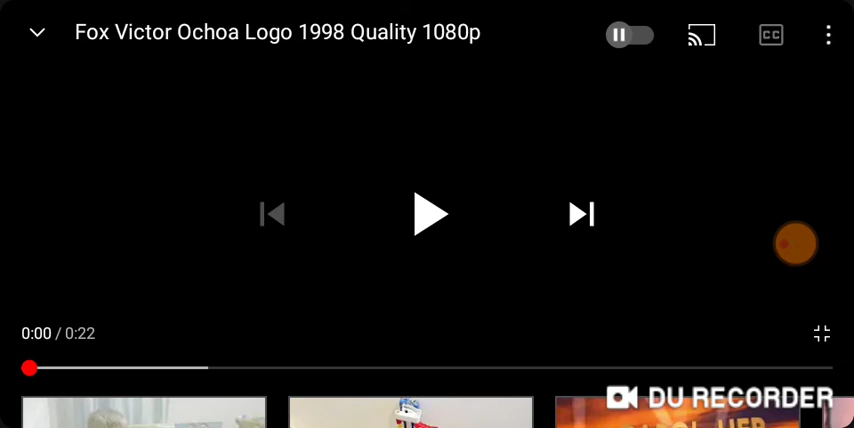 Fox Victor Ochoa Logo 1998 Quality 1080p
CC
0:00 / 0:22
DU RECORDER